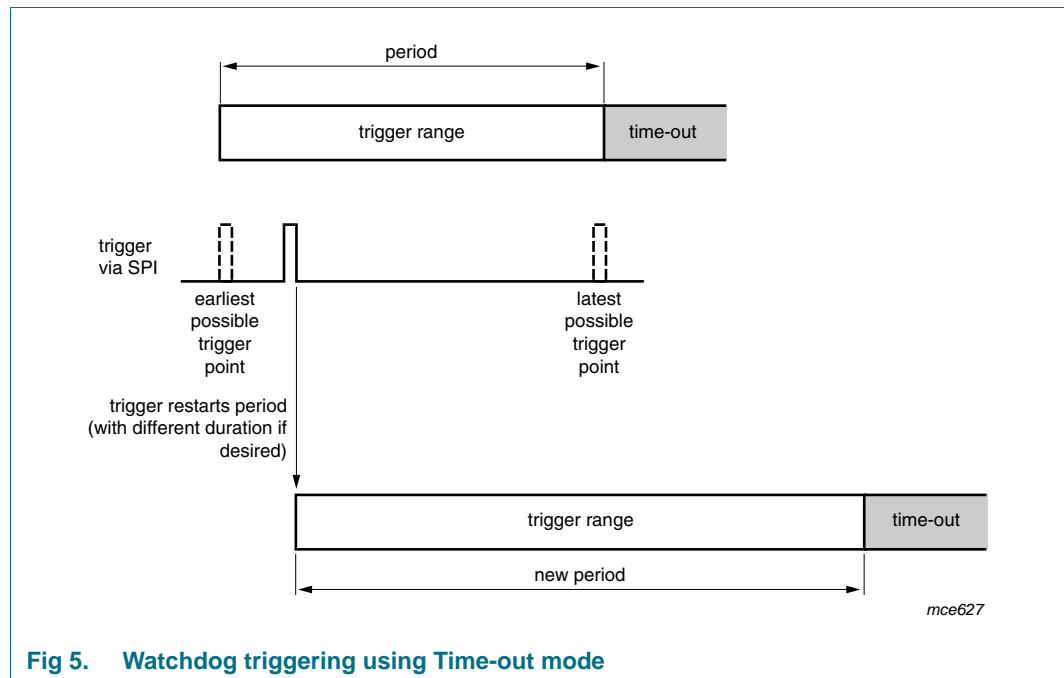 period
trigger range
time-out
trigger
via SPI
earliest
possible
trigger
point
latest
possible
trigger
point
trigger restarts period
(with different duration if
desired)
trigger range
time-out
new period
mce627
Fig 5. Watchdog triggering using Time-out mode